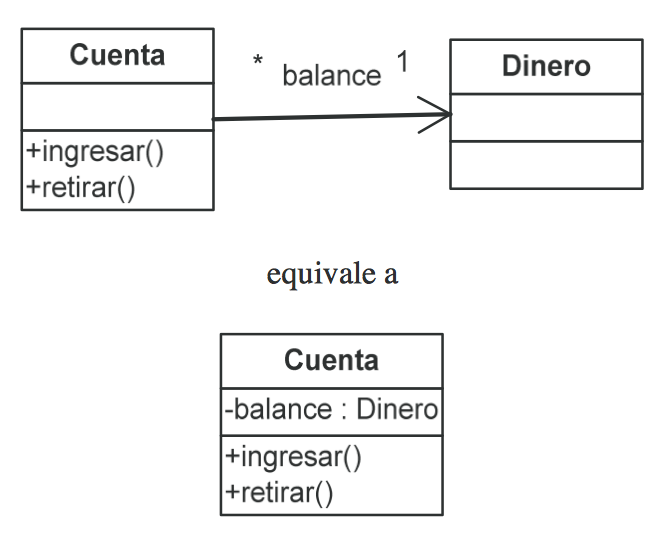 Cuenta
* balance 1
Dinero
+ingresar()
+retirar()
equivale a
Cuenta
-balance : Dinero
+ingresar()
+retirar()